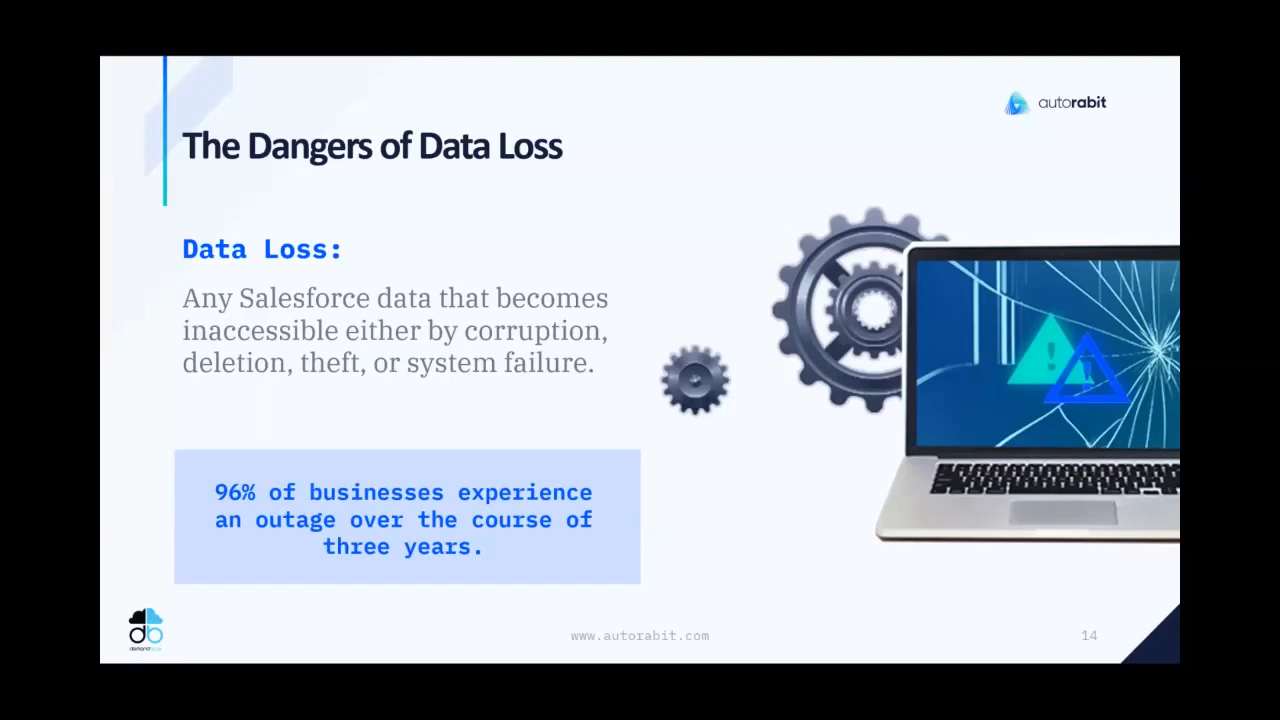 autorabit
The Dangers of Data Loss
Data Loss:
Any Salesforce data that becomes
inaccessible either by corruption,
deletion, theft, or system failure.
96% of businesses experience
an outage over the course of
three years.
db
demandblue
www.autorabit.com
14